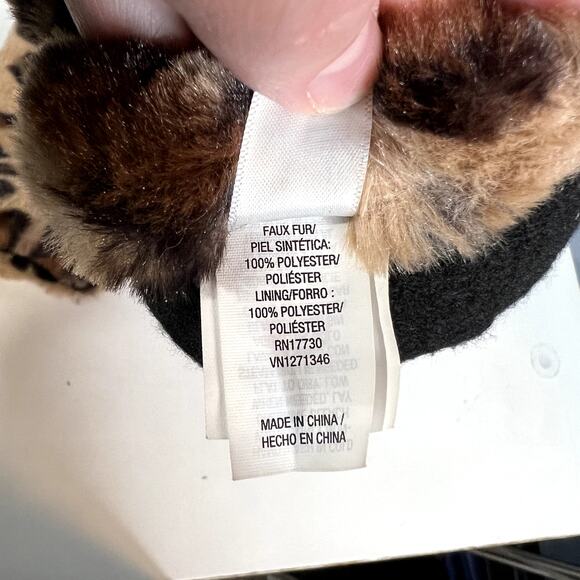 FAUX FUR/
PIEL SINTÉTICA:
100% POLYESTER/
POLIÉSTER
LINING/FORRO :
100% POLYESTER/
POLIÉSTER
RN17730
VN1271346
MADE IN CHINA /
HECHO EN CHINA